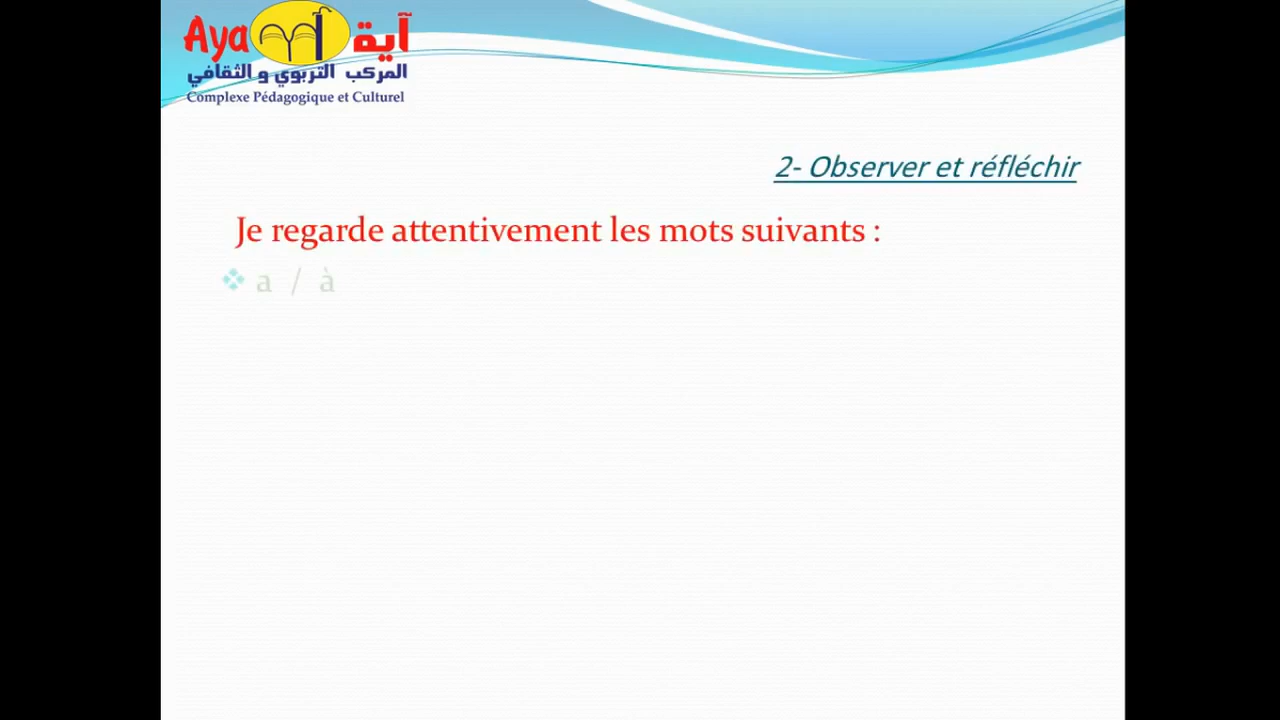 Aya آية
المركب التربوي و الثقافي
Complexe Pédagogique et Culturel
2- Observer et réfléchir
Je regarde attentivement les mots suivants :
a / à